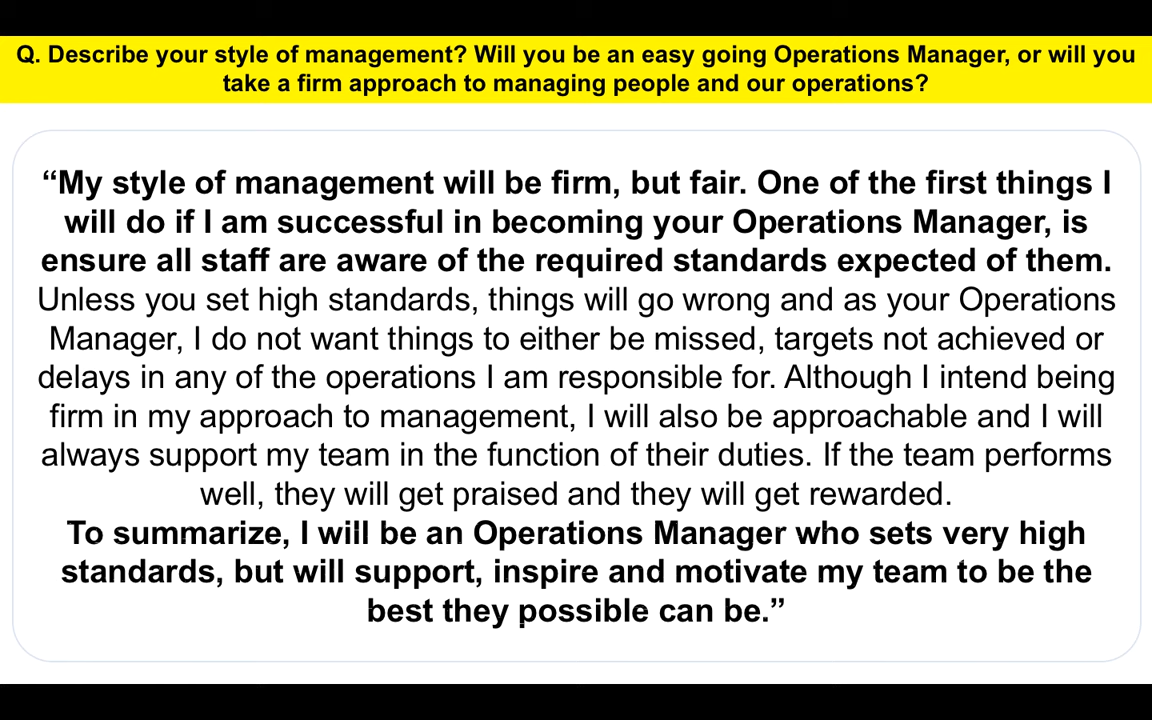 Q. Describe your style of management? Will you be an easy going Operations Manager, or will you
take a firm approach to managing people and our operations?
“My style of management will be firm, but fair. One of the first things I
will do if I am successful in becoming your Operations Manager, is
ensure all staff are aware of the required standards expected of them.
Unless you set high standards, things will go wrong and as your Operations
Manager, I do not want things to either be missed, targets not achieved or
delays in any of the operations I am responsible for. Although I intend being
firm in my approach to management, I will also be approachable and I will
always support my team in the function of their duties. If the team performs
well, they will get praised and they will get rewarded.
To summarize, I will be an Operations Manager who sets very high
standards, but will support, inspire and motivate my team to be the
best they possible can be.”